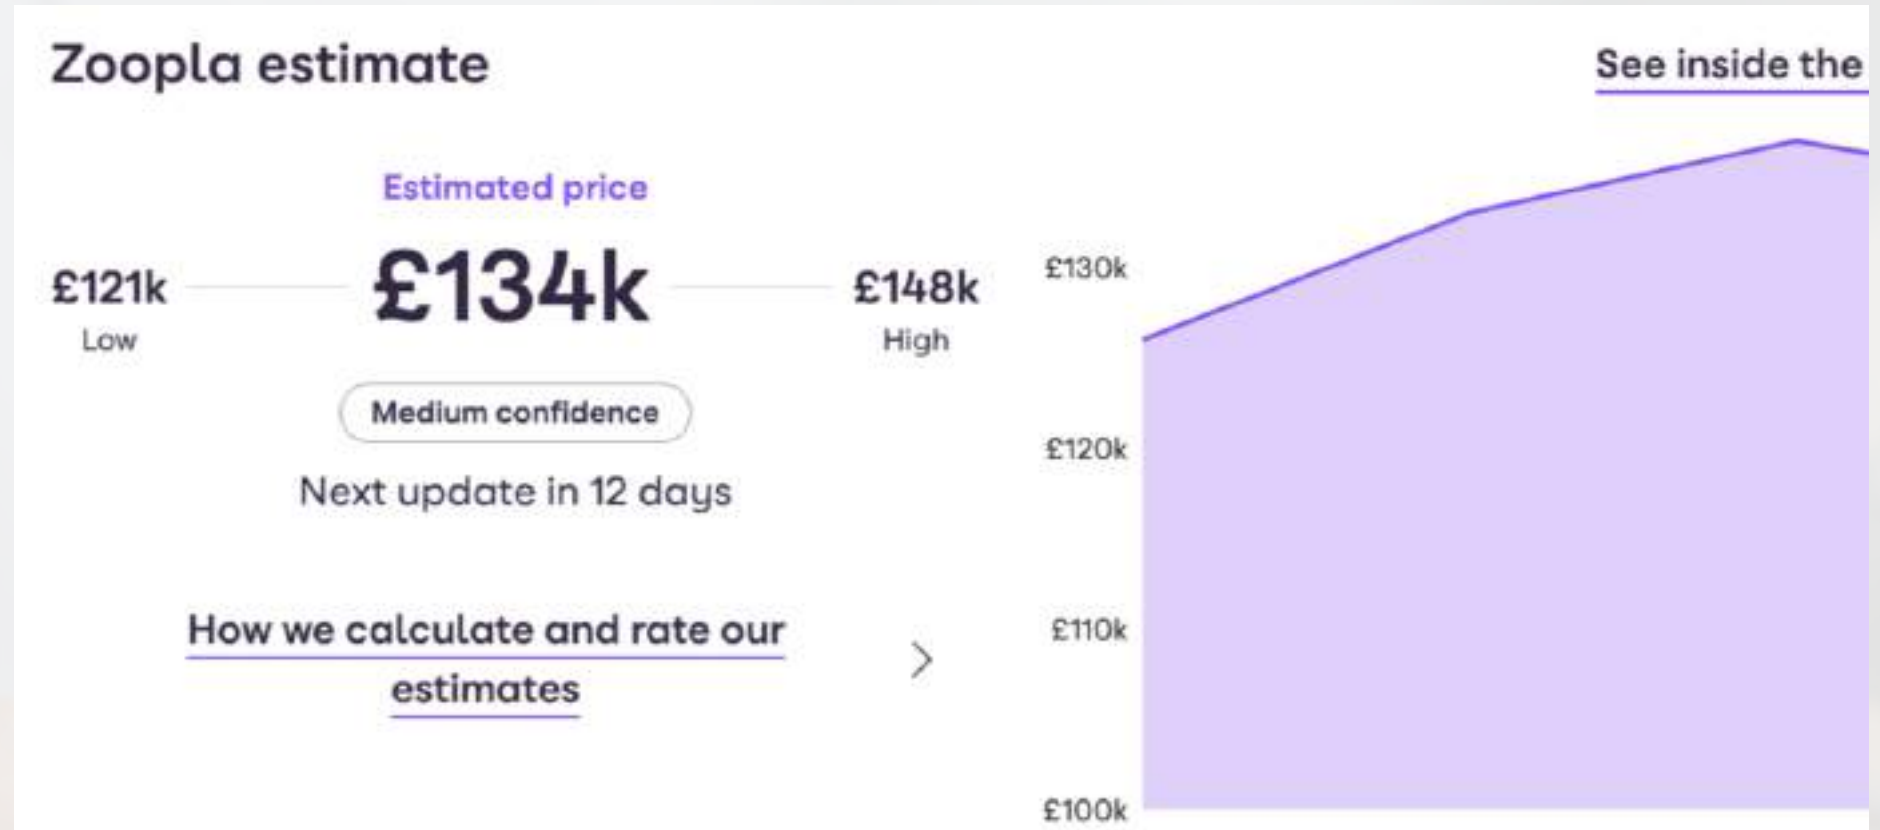 Zoopla estimate
See inside the
Estimated price
£121k
£134k
£148k
Low
High
Medium confidence
Next update in 12 days
How we calculate and rate our
estimates
£130k
£120k
£110k
£100k